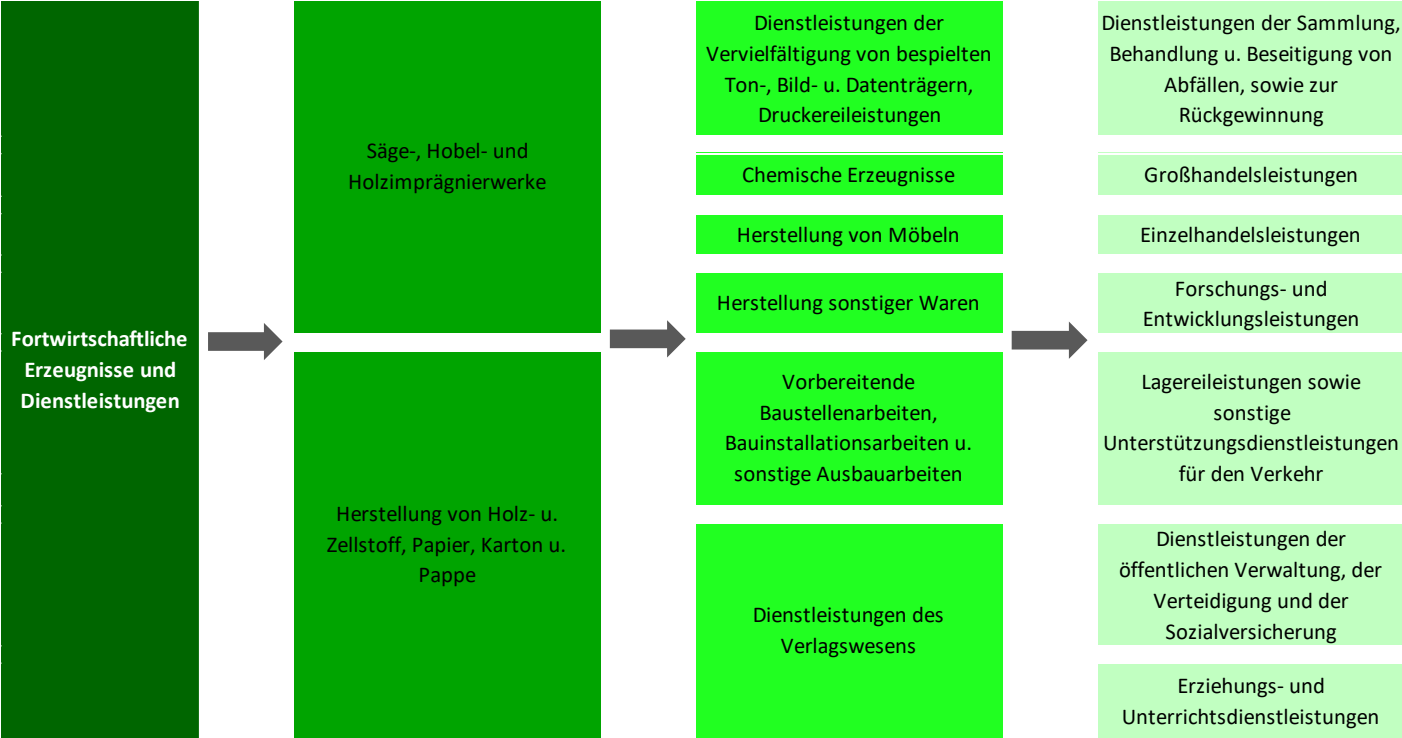 Fortwirtschaftliche
Erzeugnisse und
Dienstleistungen
Säge-, Hobel- und
Holzimprägnierwerke
Herstellung von Holz- u.
Zellstoff, Papier, Karton u.
Pappe
Dienstleistungen der
Vervielfältigung von bespielten
Ton-, Bild- u. Datenträgern,
Druckereileistungen
Chemische Erzeugnisse
Herstellung von Möbeln
Herstellung sonstiger Waren
Vorbereitende
Baustellenarbeiten,
Bauinstallationsarbeiten u.
sonstige Ausbauarbeiten
Dienstleistungen des
Verlagswesens
Dienstleistungen der Sammlung,
Behandlung u. Beseitigung von
Abfällen, sowie zur
Rückgewinnung
Großhandelsleistungen
Einzelhandelsleistungen
Forschungs- und
Entwicklungsleistungen
Lagereileistungen sowie
sonstige
Unterstützungsdienstleistungen
für den Verkehr
Dienstleistungen der
öffentlichen Verwaltung, der
Verteidigung und der
Sozialversicherung
Erziehungs- und
Unterrichtsdienstleistungen